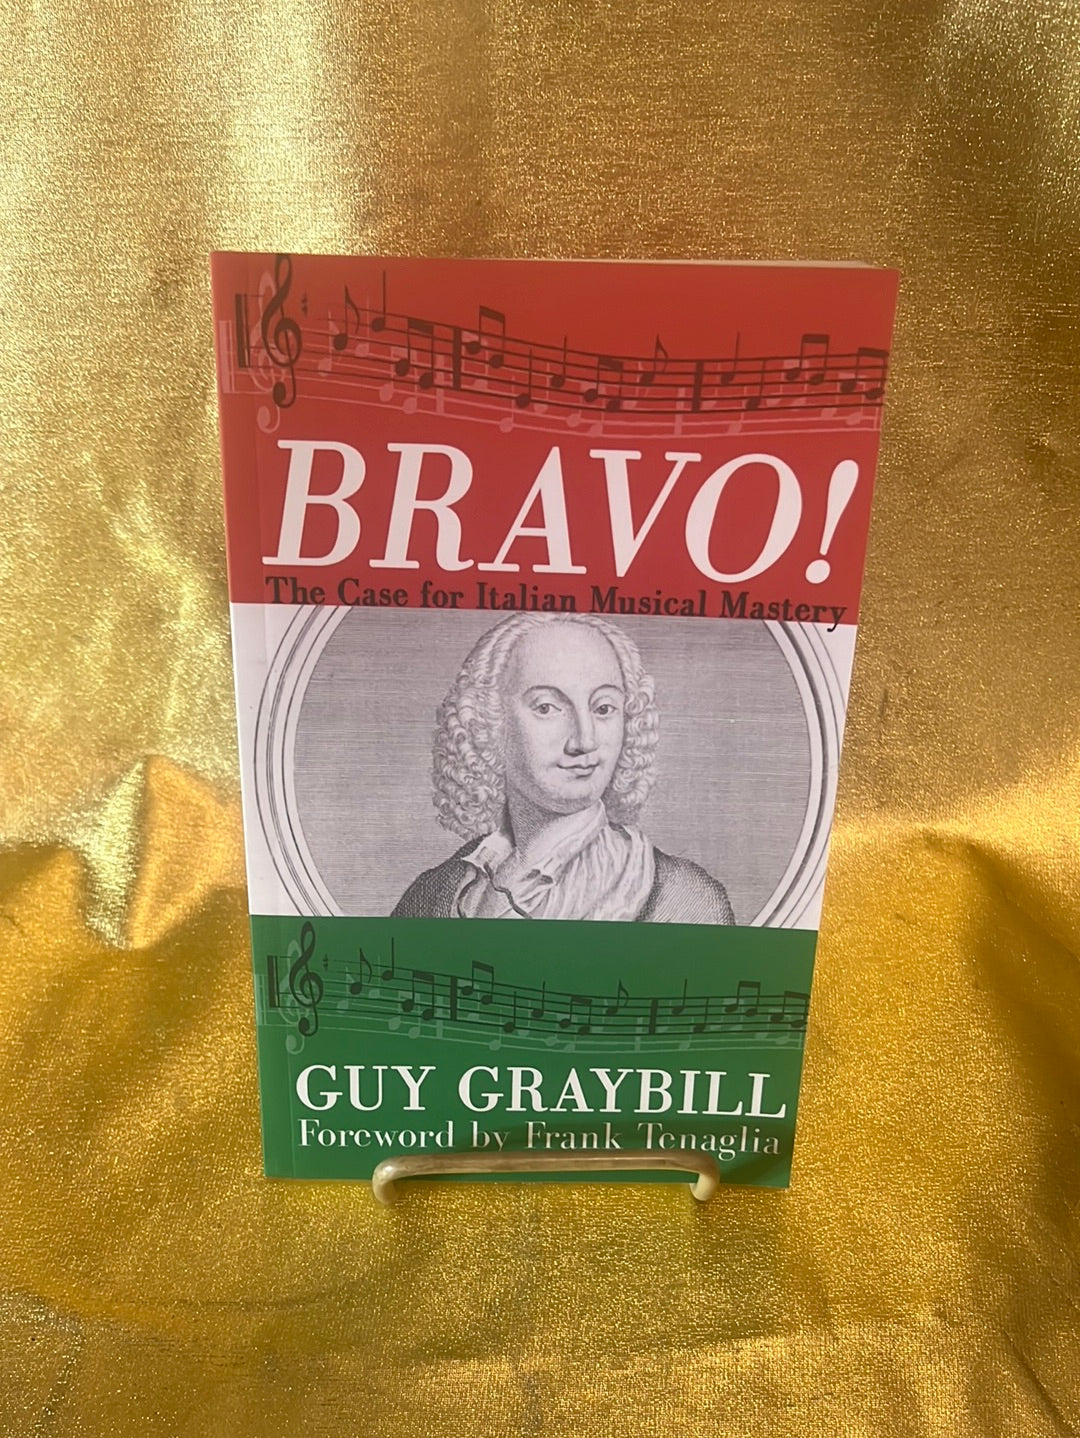 BRAVO!
The Case for Italian Musical Mastery
GUY GRAYBILL
Foreword by Frank Tenaglia